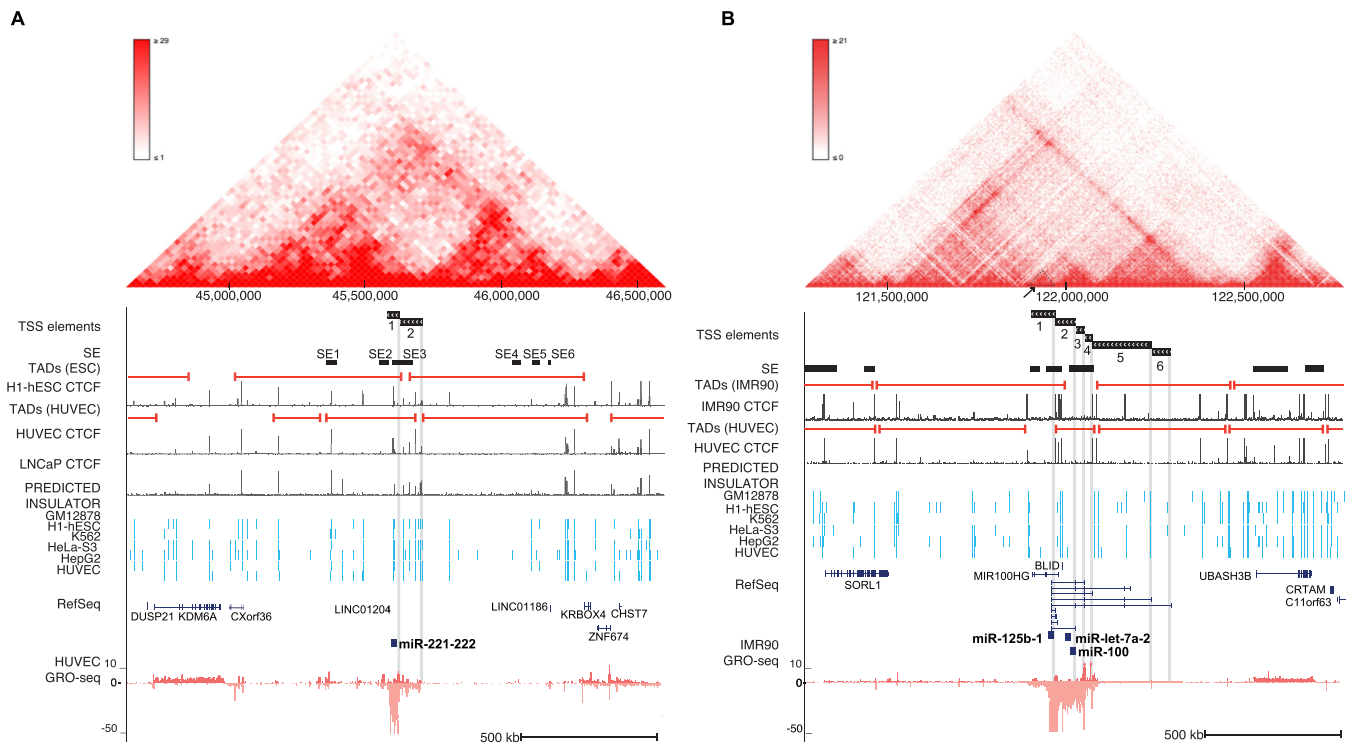 A
≥ 29
≤ 1
45,000,000 45,500,000 46,000,000 46,500,000
TSS elements
1
2
SE
SE1 SE2 SE3 SE4 SE5 SE6
TADs (ESC)
H1-hESC CTCF
TADs (HUVEC)
HUVEC CTCF
LNCaP CTCF
PREDICTED
INSULATOR
GM12878
H1-hESC
K562
HeLa-S3
HepG2
HUVEC
RefSeq
DUSP21 KDM6A CXorf36 LINC01204 LINC01186 KRBOX4 CHST7
ZNF674
miR-221-222
HUVEC
GRO-seq
10
0
-50
500 kb
B
≥ 21
≤ 0
121,500,000 122,000,000 122,500,000
TSS elements
1
2
3
4
5
6
SE
TADs (IMR90)
IMR90 CTCF
TADs (HUVEC)
HUVEC CTCF
PREDICTED
INSULATOR
GM12878
H1-hESC
K562
HeLa-S3
HepG2
HUVEC
RefSeq
SORL1 MIR100HG BLID UBASH3B
CRTAM
C11orf63
miR-125b-1 miR-let-7a-2
miR-100
IMR90
GRO-seq
10
0
-50
500 kb